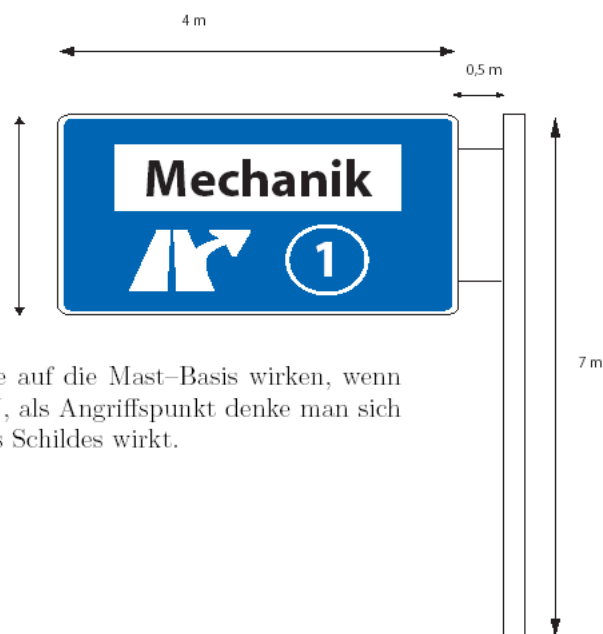 4 m
0,5 m
Mechanik
1
7 m
auf die Mast–Basis wirken, wenn
, als Angriffspunkt denke man sich
Schildes wirkt.